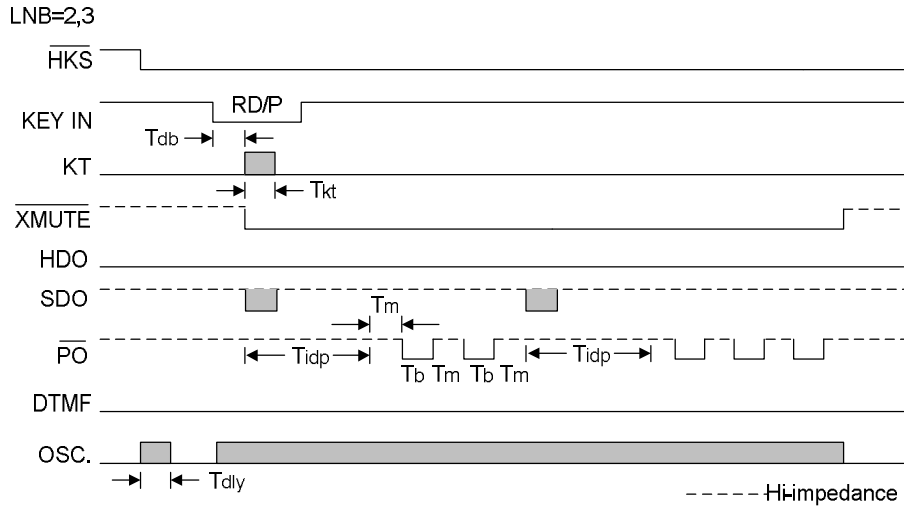 LNB=2,3
HKS
KEY IN
RD/P
Tdb
KT
Tkt
XMUTE
HDO
SDO
Tm
PO
Tidp
Tb Tm Tb Tm
Tidp
DTMF
OSC.
Tdly
Hi-impedance